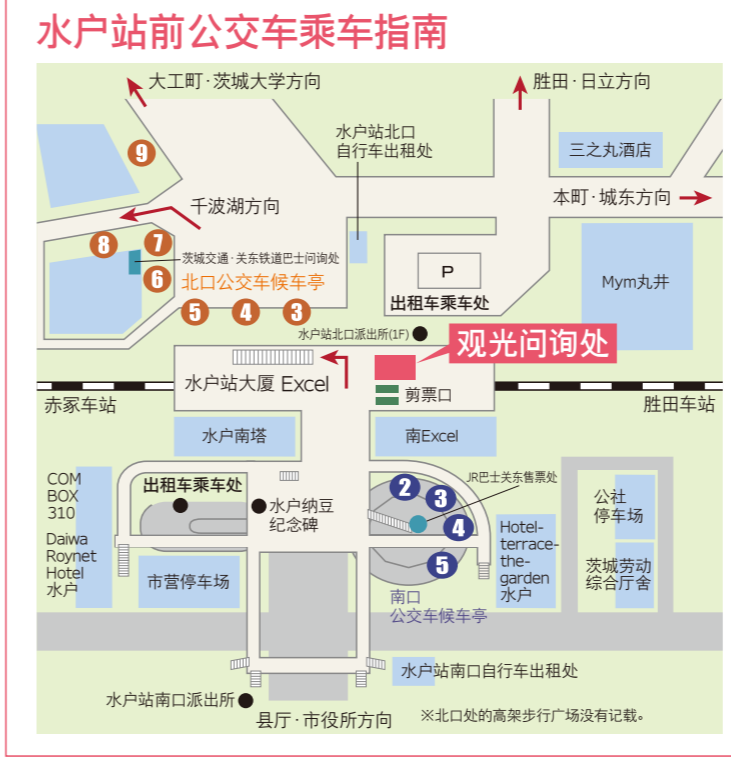 水户站前公交车乘车指南
大工町·茨城大学方向
胜田·日立方向
水户站北口
自行车出租处
三之丸酒店
9
本町·城东方向
千波湖方向
8
7
茨城交通·关东铁道巴士问询处
6
北口公交车候车亭
5
4
3
P
出租车乘车处
Mym丸井
水户站北口派出所(1F)
观光问询处
水户站大厦 Excel
剪票口
赤冢车站
胜田车站
水户南塔
南Excel
COM
BOX
310
Daiwa
Roynet
Hotel
水户
出租车乘车处
水户纳豆
纪念碑
2
3
JR巴士关东售票处
4
5
Hotel-
terrace-
the-
garden
水户
公社
停车场
茨城劳动
综合厅舍
市营停车场
南口
公交车候车亭
水户站南口自行车出租处
水户站南口派出所
县厅·市役所方向
※北口处的高架步行广场没有记载。